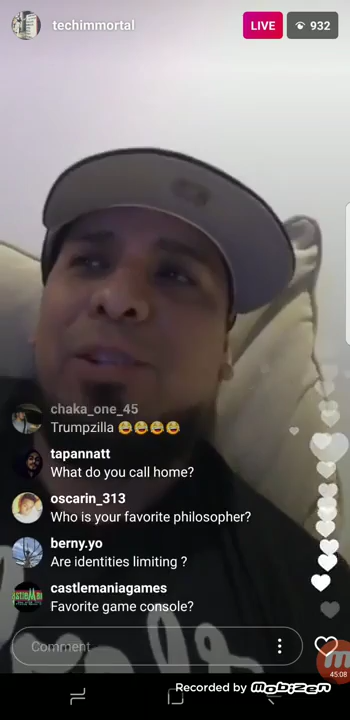 techimmortal
LIVE
932
chaka_one_45
Trumpzilla 😂😂😂😂
tapannatt
What do you call home?
oscarin_313
Who is your favorite philosopher?
berny.yo
Are identities limiting ?
castlemaniagames
Favorite game console?
Comment
45:08
Recorded by Mobizen